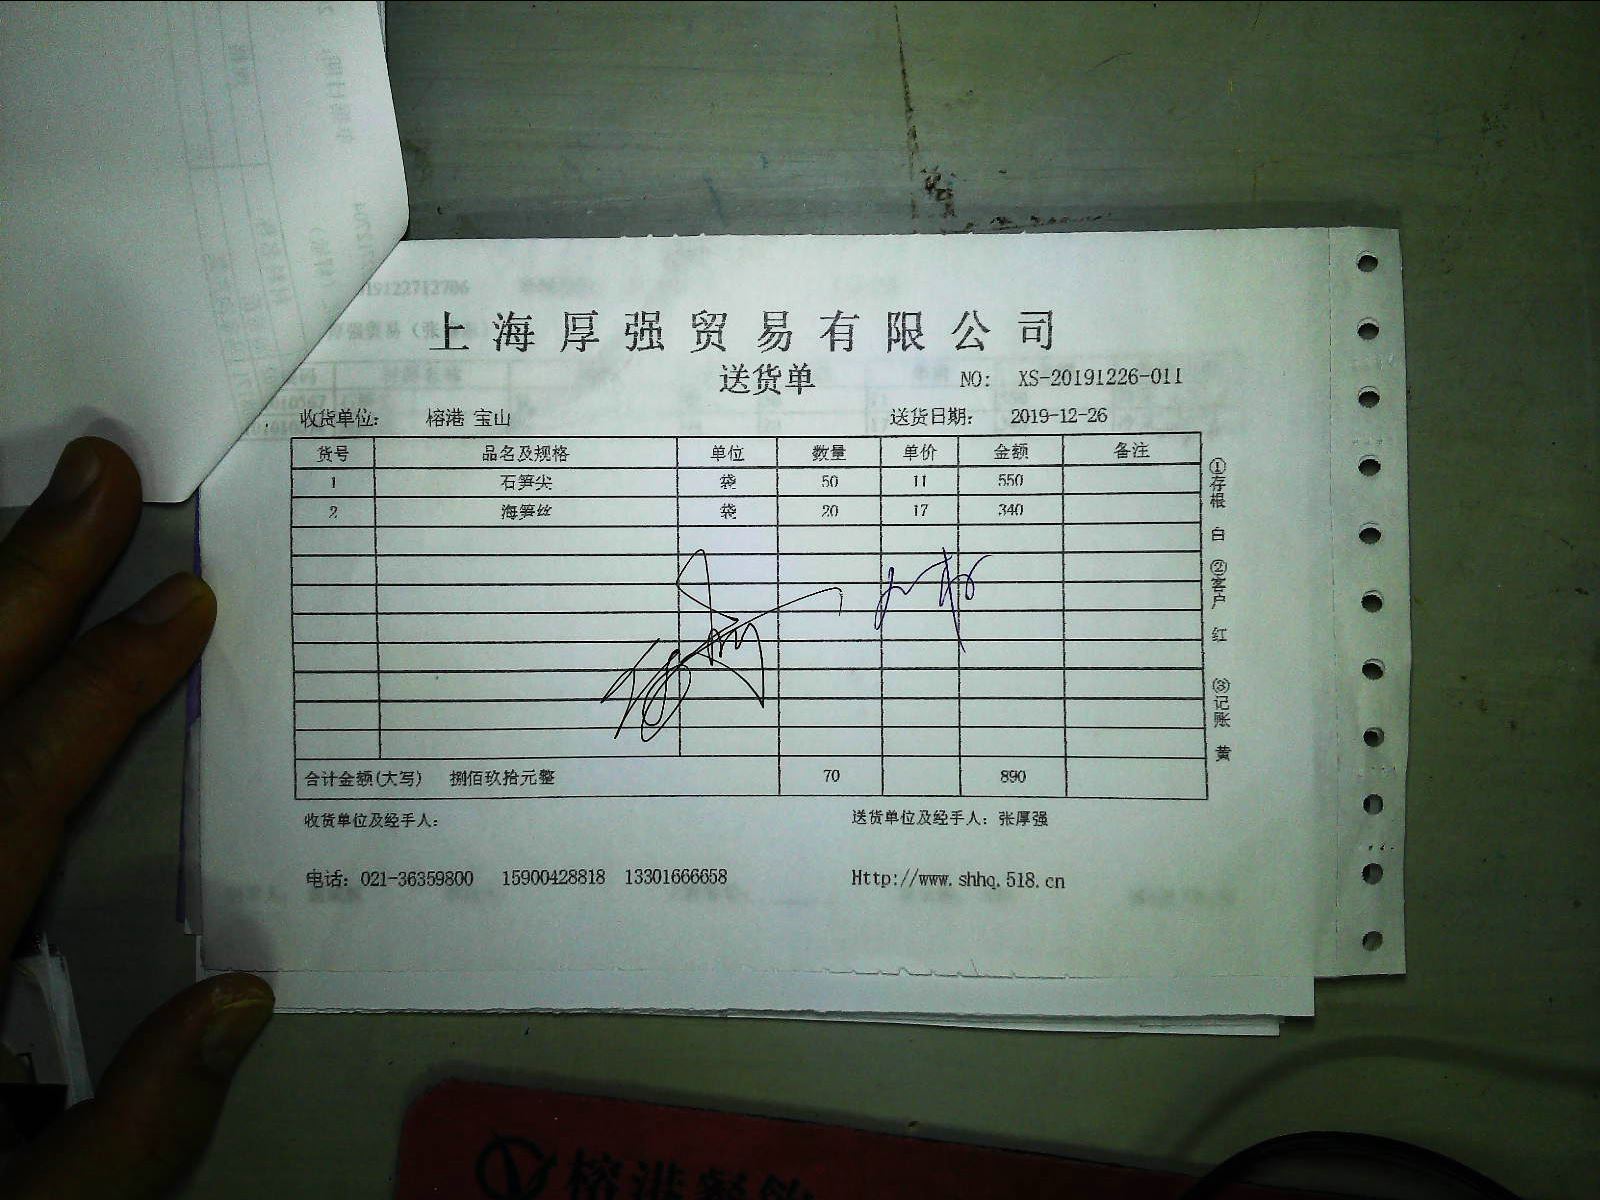 上海厚强贸易有限公司
送货单 NO: XS-20191226-011
收货单位: 榕港 宝山 送货日期: 2019-12-26
货号 品名及规格 单位 数量 单价 金额 备注
1 石笋尖 袋 50 11 550
2 海笋丝 袋 20 17 340
合计金额(大写) 捌佰玖拾元整 70 890
收货单位及经手人: 送货单位及经手人: 张厚强
电话: 021-36359800 15900428818 13301666658 Http://www.shhq.518.cn
①存根 白 ②客户 红 ③记账 黄
榕港餐饮